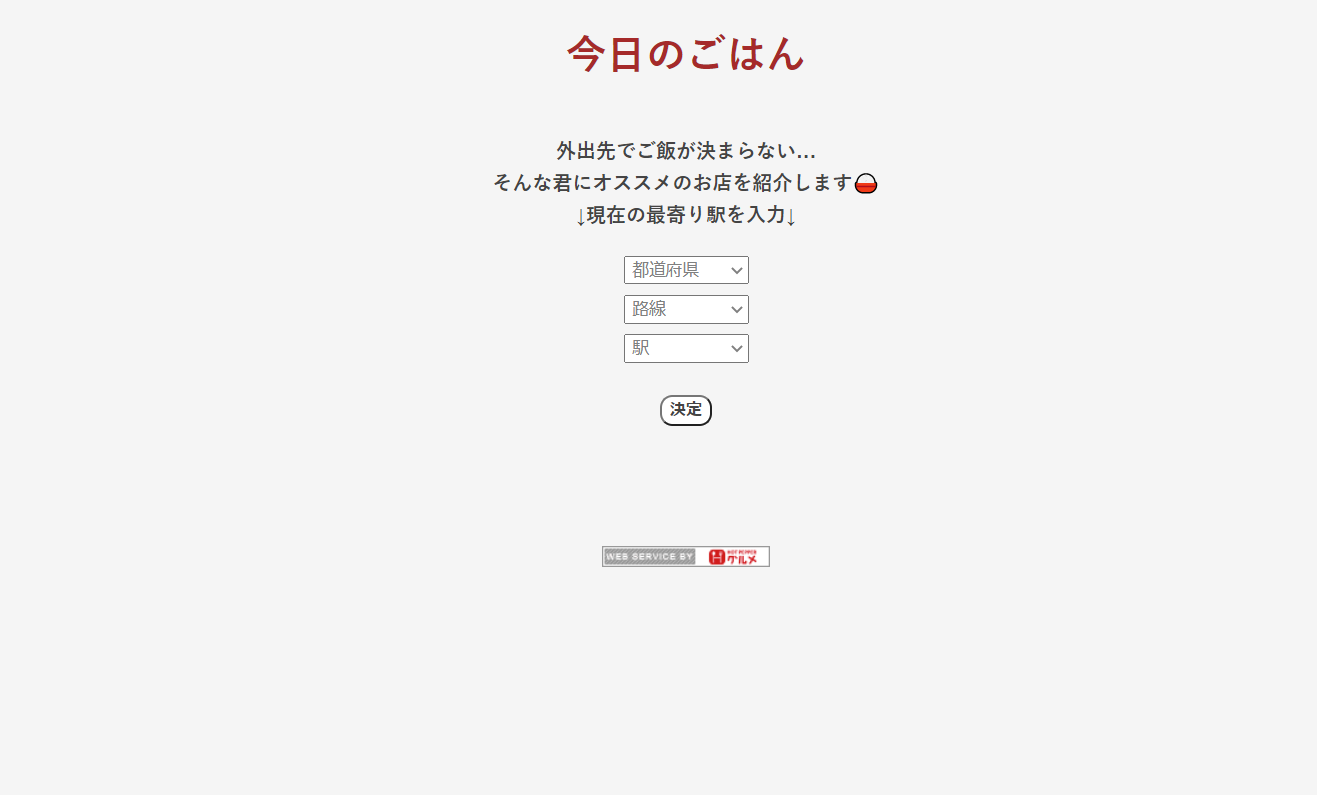 今日のごはん
外出先でご飯が決まらない...
そんな君にオススメのお店を紹介します🍚
↓現在の最寄り駅を入力↓
都道府県
路線
駅
決定
WEB SERVICE BY HOT PEPPER グルメ